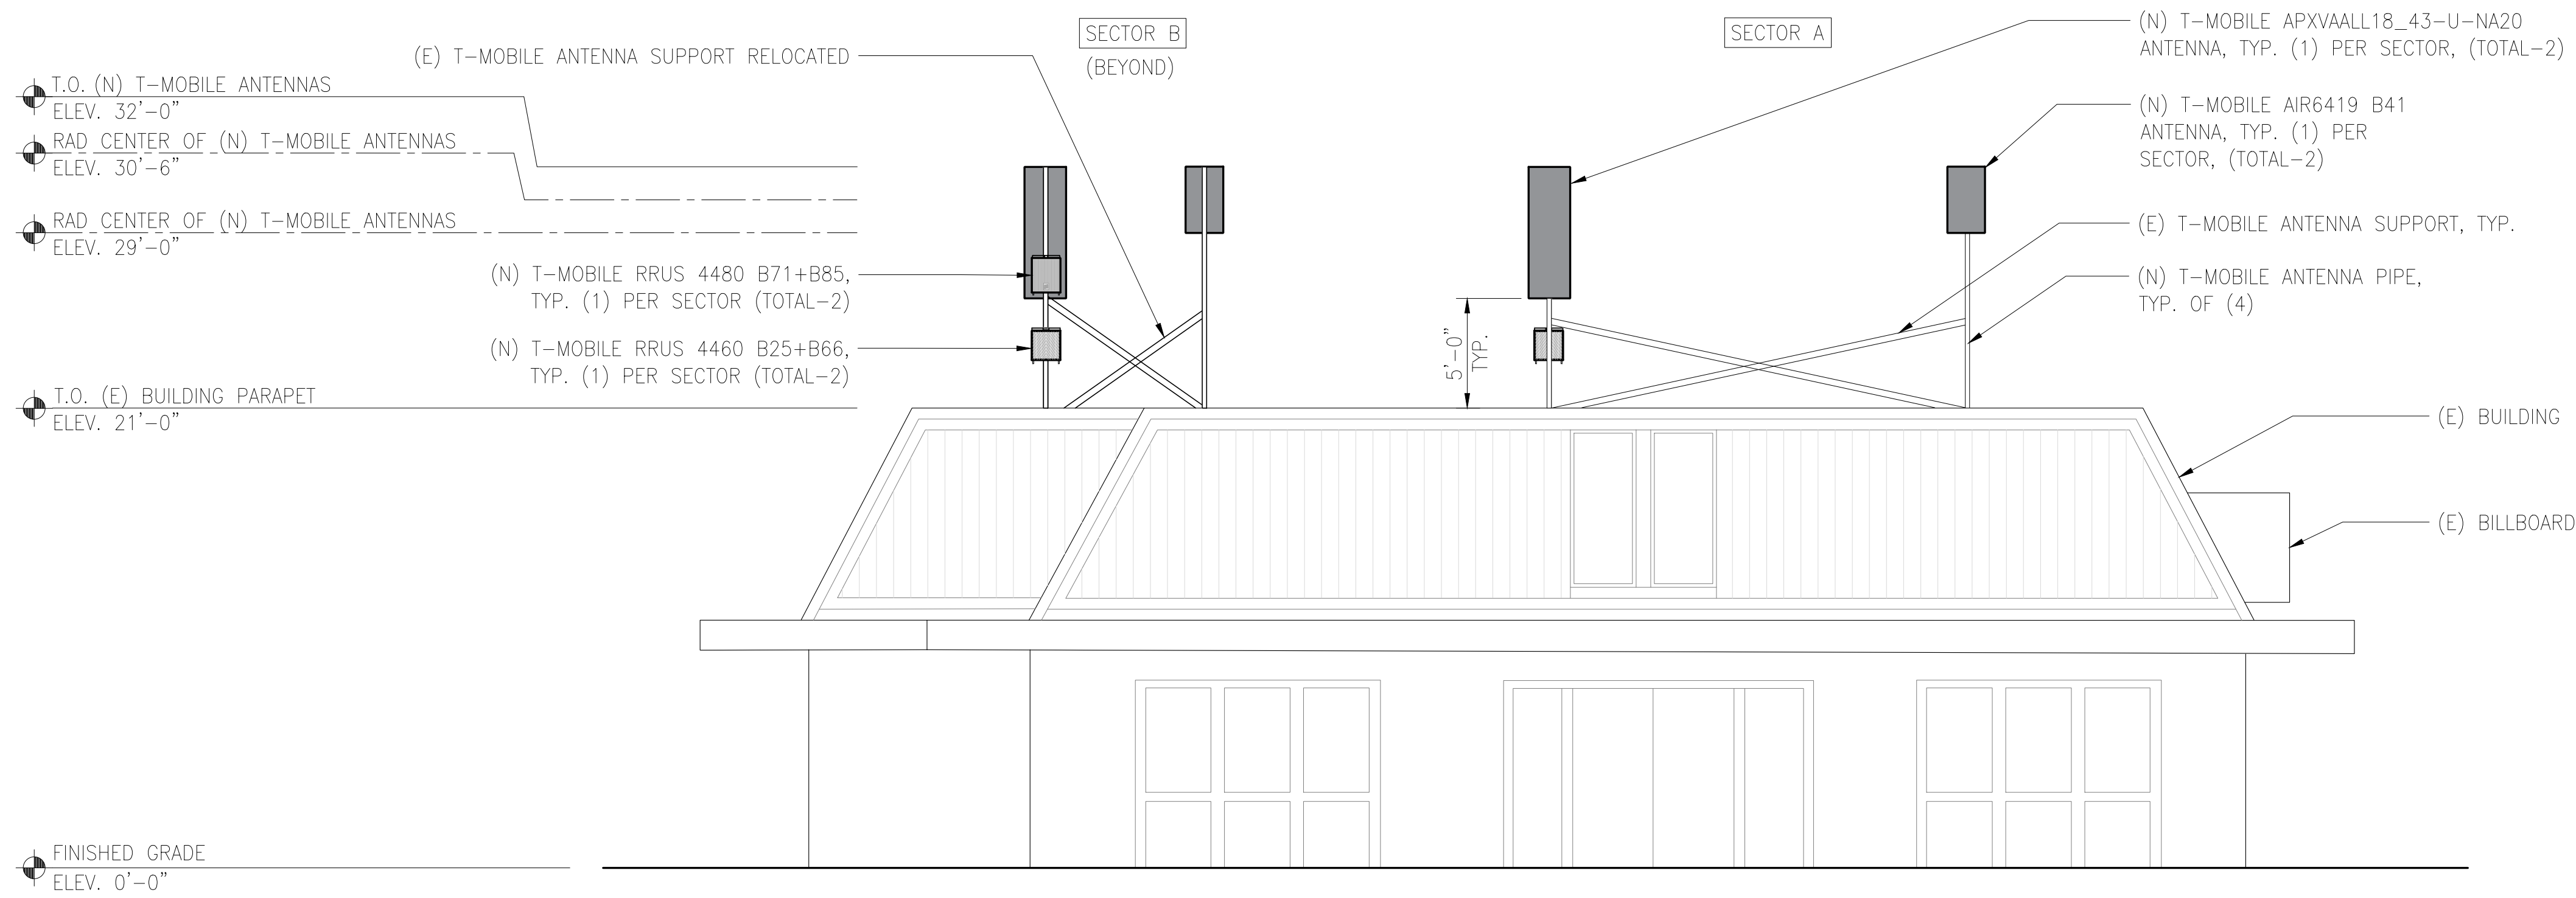 SECTOR B
(BEYOND)
SECTOR A
(E) T-MOBILE ANTENNA SUPPORT RELOCATED
T.O. (N) T-MOBILE ANTENNAS
ELEV. 32'-0"
RAD CENTER OF (N) T-MOBILE ANTENNAS
ELEV. 30'-6"
RAD CENTER OF (N) T-MOBILE ANTENNAS
ELEV. 29'-0"
(N) T-MOBILE RRUS 4480 B71+B85,
TYP. (1) PER SECTOR (TOTAL-2)
(N) T-MOBILE RRUS 4460 B25+B66,
TYP. (1) PER SECTOR (TOTAL-2)
T.O. (E) BUILDING PARAPET
ELEV. 21'-0"
FINISHED GRADE
ELEV. 0'-0"
5'-0"
TYP.
(N) T-MOBILE APXVAALL18_43-U-NA20
ANTENNA, TYP. (1) PER SECTOR, (TOTAL-2)
(N) T-MOBILE AIR6419 B41
ANTENNA, TYP. (1) PER
SECTOR, (TOTAL-2)
(E) T-MOBILE ANTENNA SUPPORT, TYP.
(N) T-MOBILE ANTENNA PIPE,
TYP. OF (4)
(E) BUILDING
(E) BILLBOARD